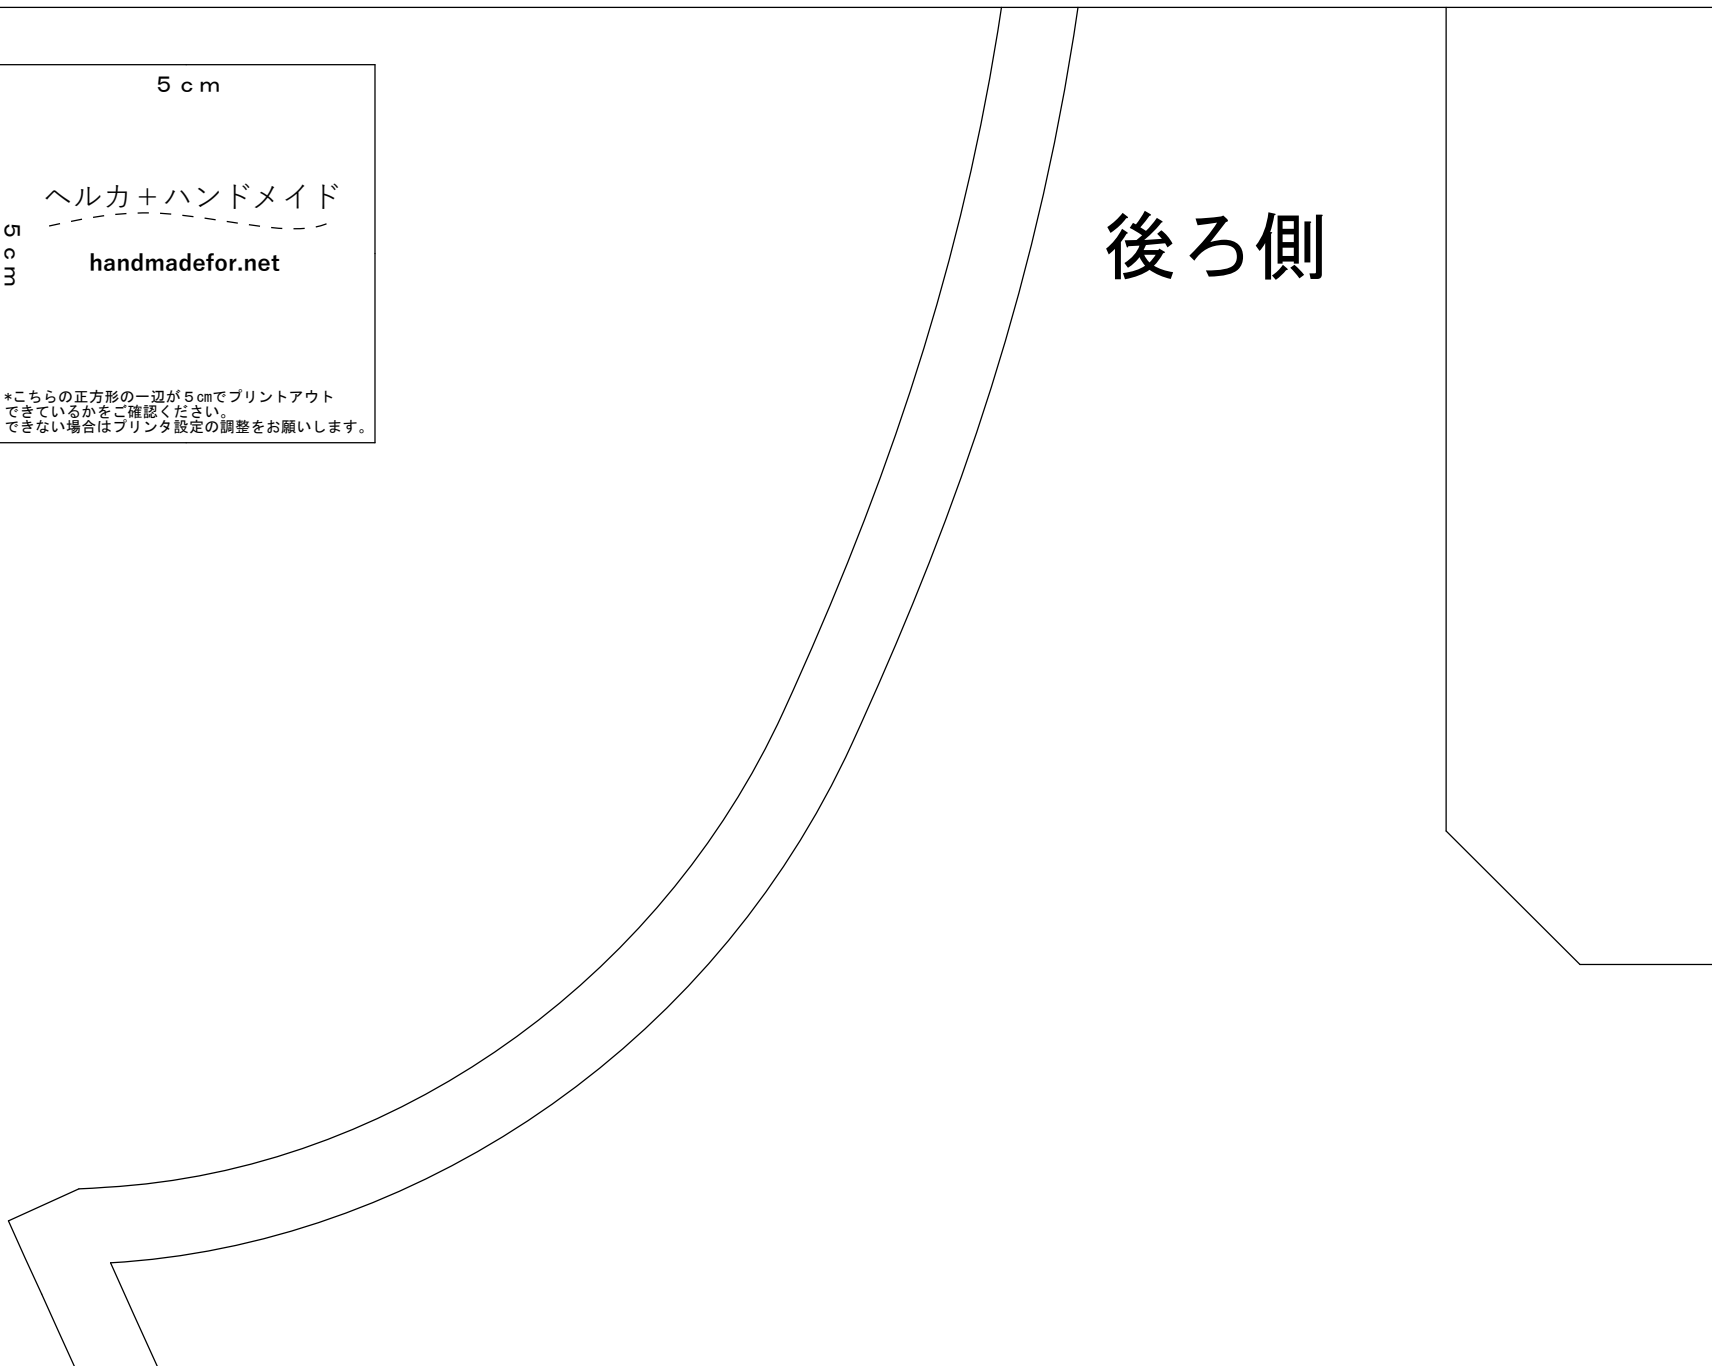 ５ｃｍ
ヘルカ＋ハンドメイド
５ｃｍ
handmadefor.net
*こちらの正方形の一辺が５㎝でプリントアウト
できているかをご確認ください。
できない場合はプリンタ設定の調整をお願いします。
後ろ側